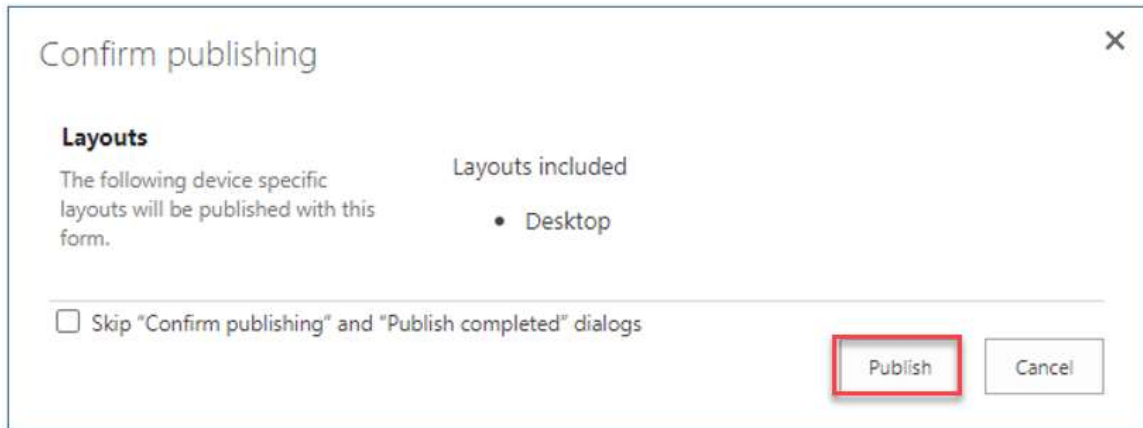 Confirm publishing
Layouts
The following device specific
layouts will be published with this
form.
Layouts included
• Desktop
Skip "Confirm publishing" and "Publish completed" dialogs
Publish
Cancel